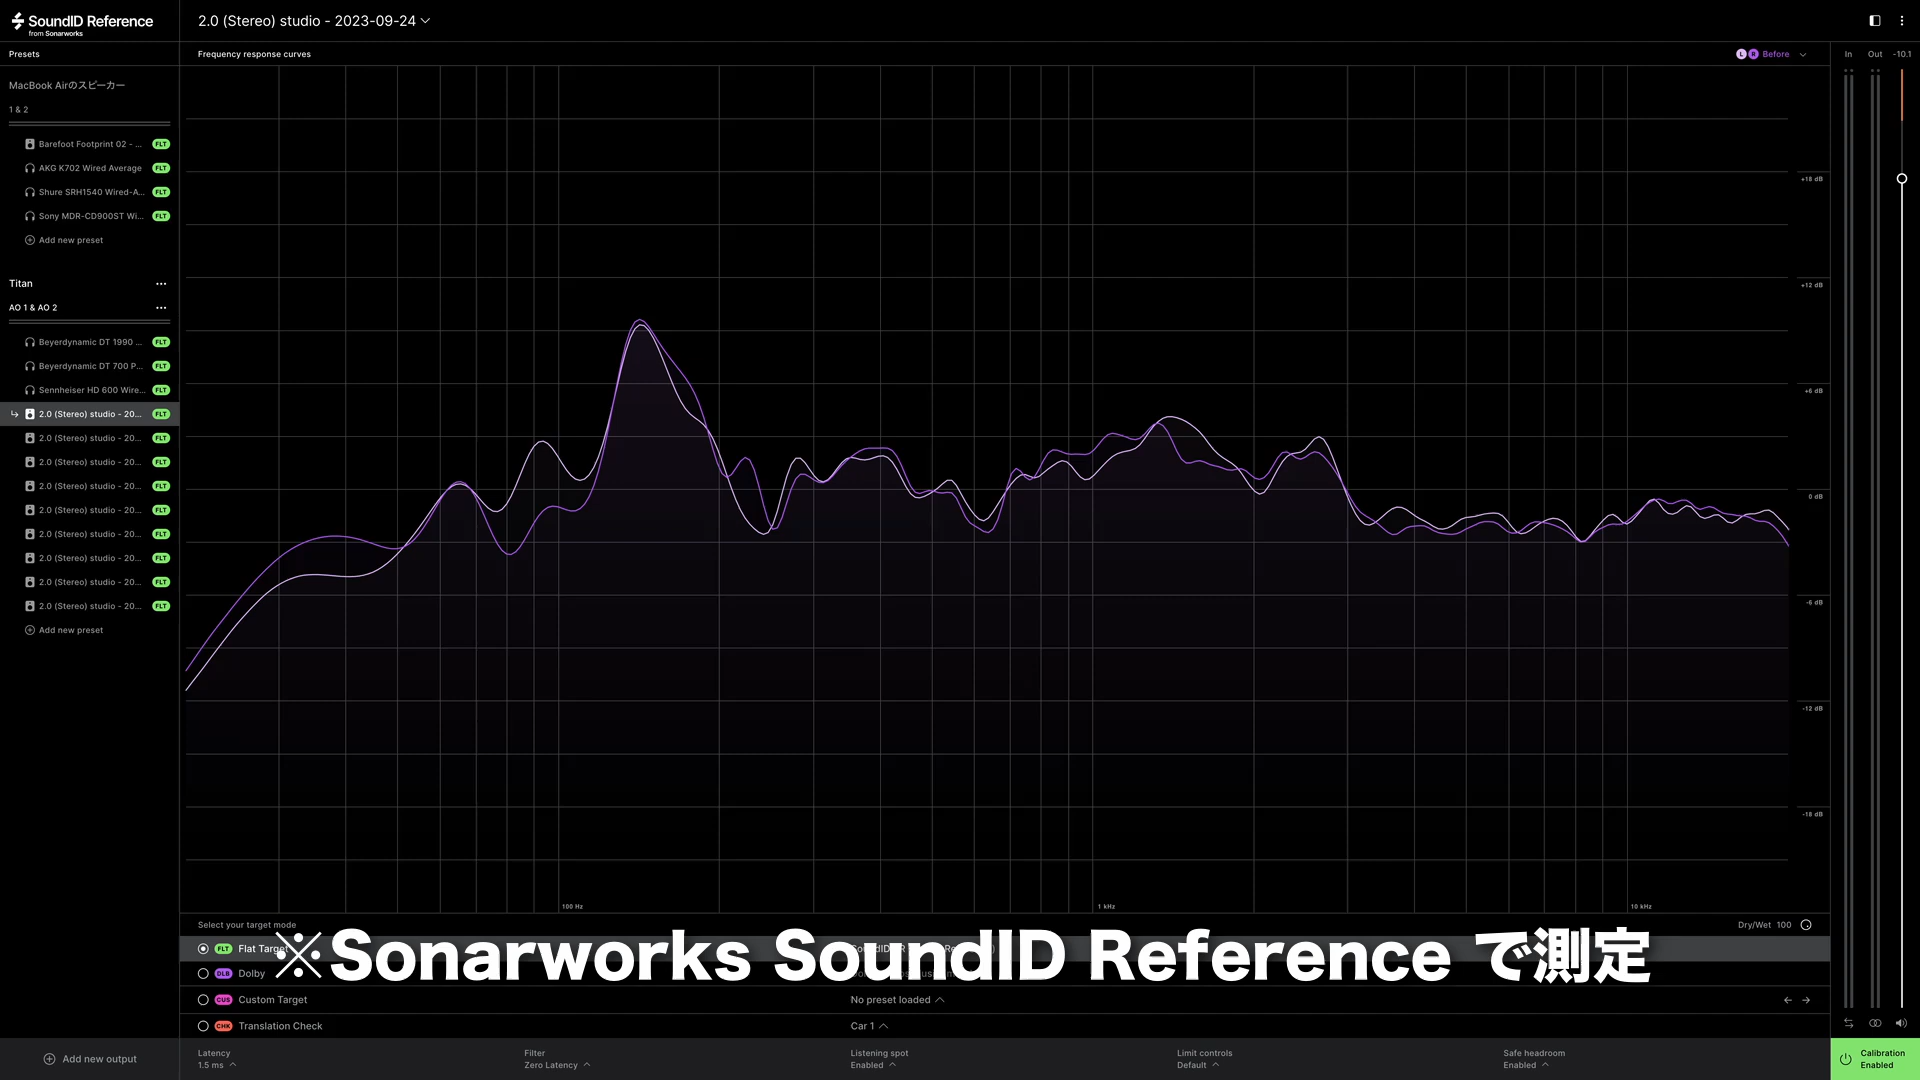 SoundID Reference
from Sonarworks
2.0 (Stereo) studio - 2023-09-24
Presets
Frequency response curves
L R Before
In Out -10.1
MacBook Airのスピーカー
1 & 2
Barefoot Footprint 02 - ... FLT
AKG K702 Wired Average FLT
Shure SRH1540 Wired-A... FLT
Sony MDR-CD900ST Wi... FLT
Add new preset
Titan
AO 1 & AO 2
Beyerdynamic DT 1990 ... FLT
Beyerdynamic DT 700 P... FLT
Sennheiser HD 600 Wire... FLT
2.0 (Stereo) studio - 20... FLT
2.0 (Stereo) studio - 20... FLT
2.0 (Stereo) studio - 20... FLT
2.0 (Stereo) studio - 20... FLT
2.0 (Stereo) studio - 20... FLT
2.0 (Stereo) studio - 20... FLT
2.0 (Stereo) studio - 20... FLT
2.0 (Stereo) studio - 20... FLT
2.0 (Stereo) studio - 20... FLT
Add new preset
+18 dB
+12 dB
+6 dB
0 dB
-6 dB
-12 dB
-18 dB
100 Hz
1 kHz
10 kHz
Select your target mode
Dry/Wet 100
FLT Flat Target
※Sonarworks SoundID Reference で測定
DLB Dolby
CUS Custom Target
No preset loaded
CHK Translation Check
Car 1
Add new output
Latency
1.5 ms
Filter
Zero Latency
Listening spot
Enabled
Limit controls
Default
Safe headroom
Enabled
Calibration
Enabled